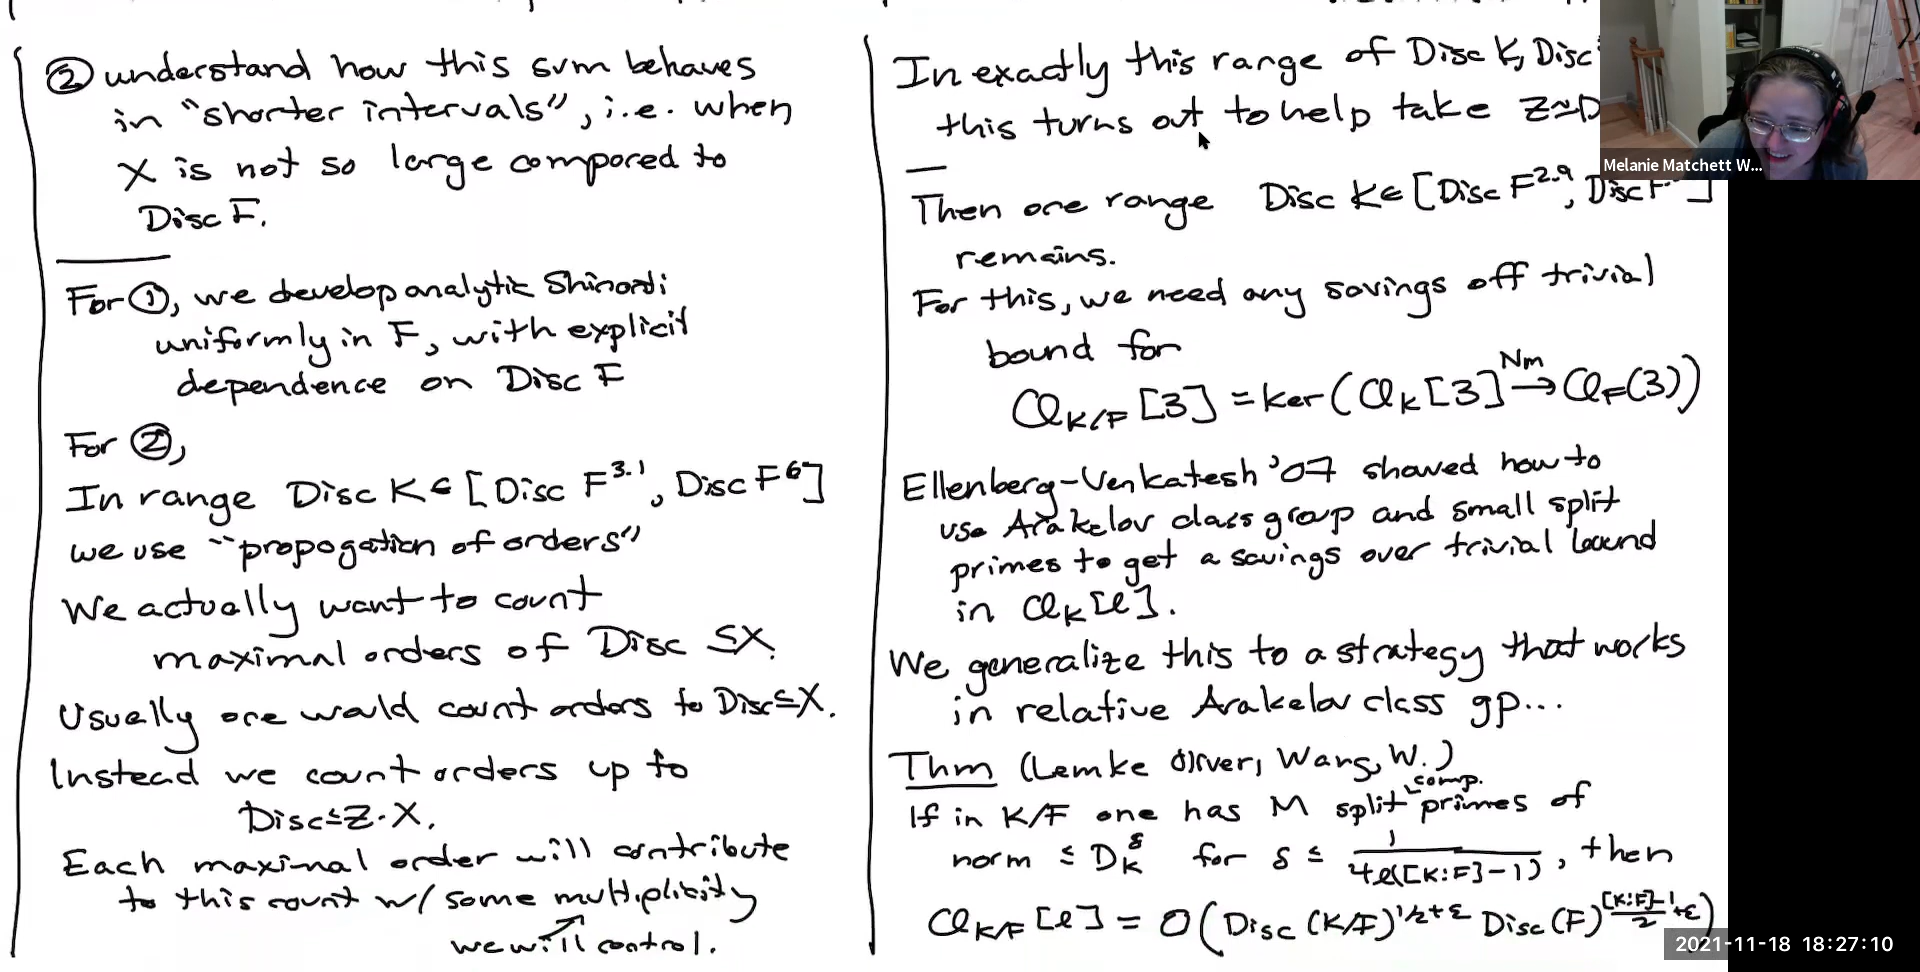 ② understand how this sum behaves
in "shorter intervals", i.e. when
X is not so large compared to
Disc F.
For ①, we develop analytic Shintani
uniformly in F, with explicit
dependence on Disc F
For ②,
In range Disc K ∈ [Disc F^3.1, Disc F^6]
we use "propogation of orders"
We actually want to count
maximal orders of Disc ≤X.
Usually one would count orders to Disc≤X.
Instead we count orders up to
Disc≤Z·X.
Each maximal order will contribute
to this count w/ some multiplicity
we will control.
In exactly this range of Disc K, Disc
this turns out to help take Z≈D
Then one range Disc K∈ [Disc F^2.9, Disc F
remains.
For this, we need any savings off trivial
bound for
Cl_K/F [3] = ker(Cl_K [3] Nm→ Cl_F(3))
Ellenberg-Venkatesh '07 showed how to
use Arakelov class group and small split
primes to get a savings over trivial bound
in Cl_K[ℓ].
We generalize this to a strategy that works
in relative Arakelov class gp...
Thm (Lemke Oliver, Wang, W.)
If in K/F one has M split comp. primes of
norm ≤ D_K^δ for δ ≤ 1/4ℓ([K:F]-1), then
Cl_K/F [ℓ] = O(Disc (K/F)^1/2+ε Disc (F)^([K:F]-1)/2+ε)
Melanie Matchett W...
2021-11-18 18:27:10